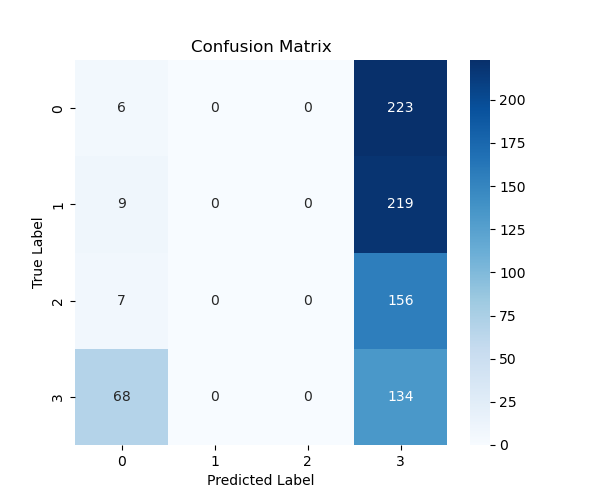 Confusion Matrix
True Label
0 6 0 0 223
1 9 0 0 219
2 7 0 0 156
3 68 0 0 134
0 1 2 3
Predicted Label
200
175
150
125
100
75
50
25
0